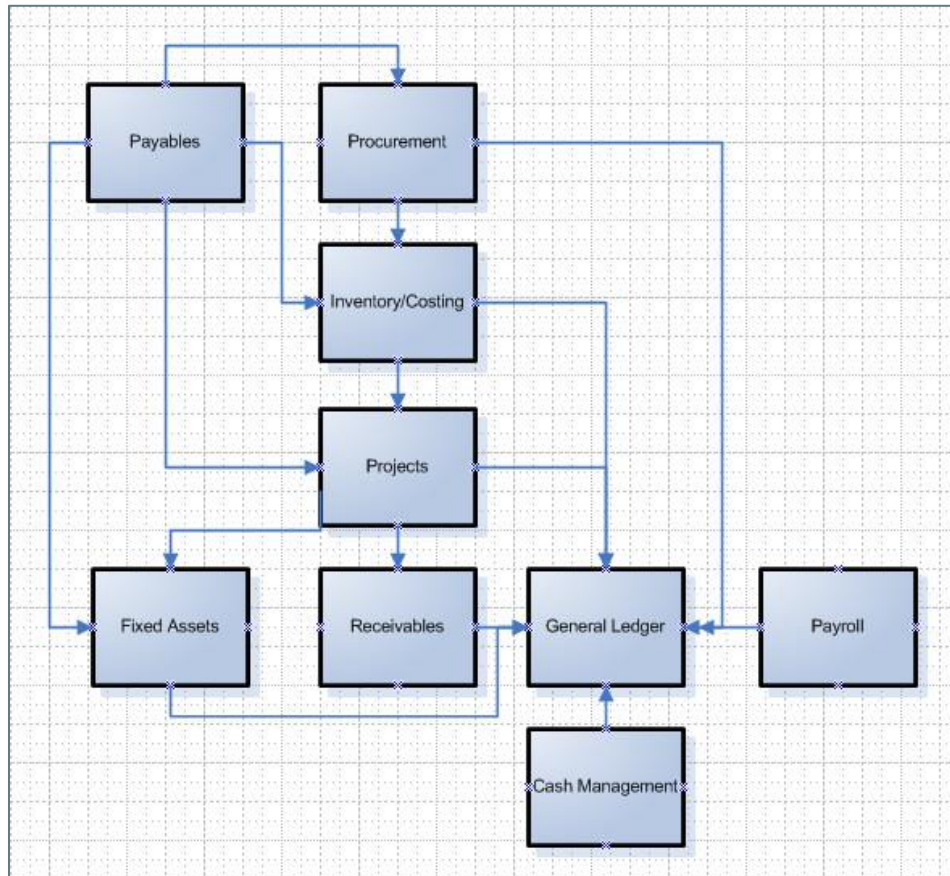 Payables
Procurement
Inventory/Costing
Projects
Fixed Assets
Receivables
General Ledger
Payroll
Cash Management